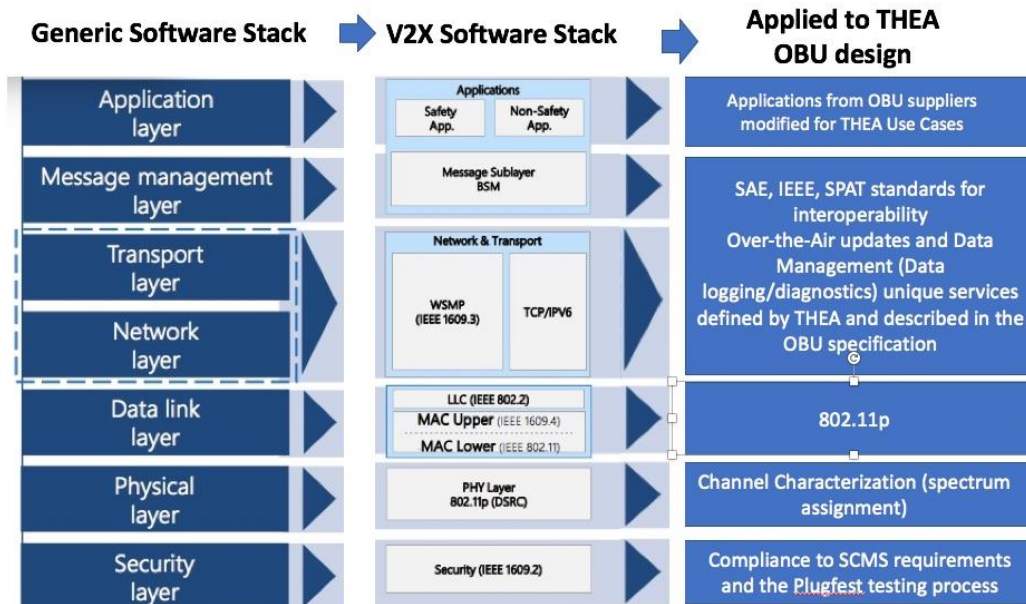 Generic Software Stack
V2X Software Stack
Applied to THEA
OBU design
Application
layer
Applications
Safety
App.
Non-Safety
App.
Applications from OBU suppliers
modified for THEA Use Cases
Message management
layer
Message Sublayer
BSM
SAE, IEEE, SPAT standards for
interoperability
Over-the-Air updates and Data
Management (Data
logging/diagnostics) unique services
defined by THEA and described in the
OBU specification
Transport
layer
Network
layer
Network & Transport
WSMP
(IEEE 1609.3)
TCP/IPV6
Data link
layer
LLC (IEEE 802.2)
MAC Upper (IEEE 1609.4)
MAC Lower (IEEE 802.11)
802.11p
Physical
layer
PHY Layer
802.11p (DSRC)
Channel Characterization (spectrum
assignment)
Security
layer
Security (IEEE 1609.2)
Compliance to SCMS requirements
and the Plugfest testing process